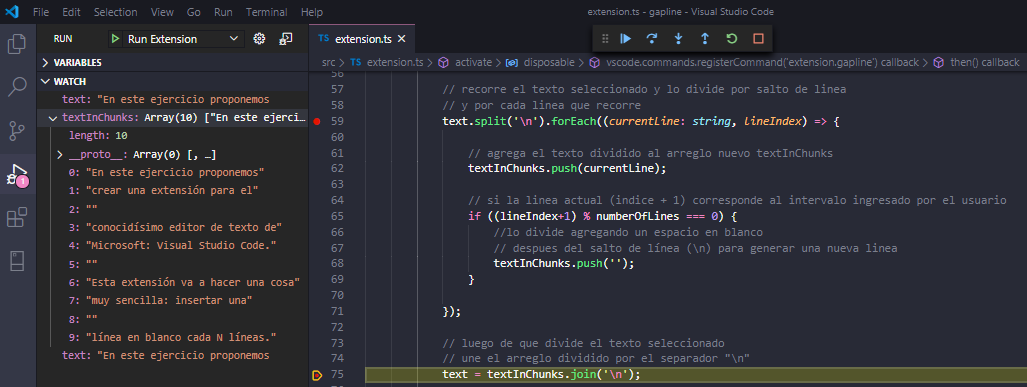 File Edit Selection View Go Run Terminal Help
extension.ts - gapline - Visual Studio Code
RUN Run Extension
VARIABLES
WATCH
text: "En este ejercicio proponemos
textInChunks: Array(10) ["En este ejerci…
length: 10
__proto__: Array(0) [, …]
0: "En este ejercicio proponemos"
1: "crear una extensión para el"
2: ""
3: "conocidísimo editor de texto de"
4: "Microsoft: Visual Studio Code."
5: ""
6: "Esta extensión va a hacer una cosa"
7: "muy sencilla: insertar una"
8: ""
9: "línea en blanco cada N líneas."
text: "En este ejercicio proponemos
1
TS extension.ts
src > TS extension.ts > activate > disposable > vscode.commands.registerCommand('extension.gapline') callback > then() callback
56
57 // recorre el texto seleccionado y lo divide por salto de linea
58 // y por cada linea que recorre
59 text.split('\n').forEach((currentLine: string, lineIndex) => {
60
61 // agrega el texto dividido al arreglo nuevo textInChunks
62 textInChunks.push(currentLine);
63
64 // si la linea actual (indice + 1) corresponde al intervalo ingresado por el usuario
65 if ((lineIndex+1) % numberOfLines === 0) {
66 //lo divide agregando un espacio en blanco
67 // despues del salto de línea (\n) para generar una nueva linea
68 textInChunks.push('');
69 }
70
71 });
72
73 // luego de que divide el texto seleccionado
74 // une el arreglo dividido por el separador "\n"
75 text = textInChunks.join('\n');